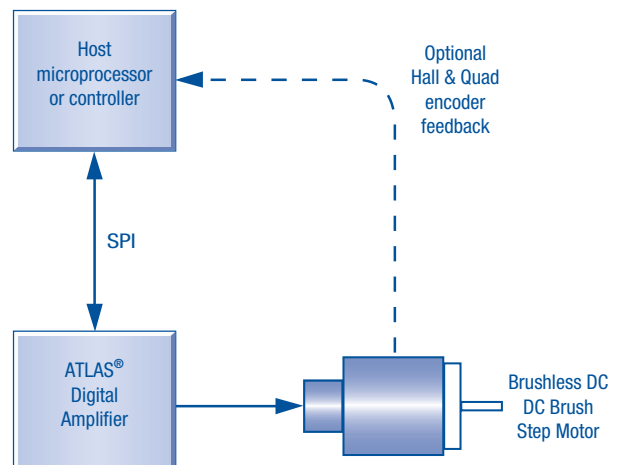 Host
microprocessor
or controller
Optional
Hall & Quad
encoder
feedback
SPI
ATLAS®
Digital
Amplifier
Brushless DC
DC Brush
Step Motor